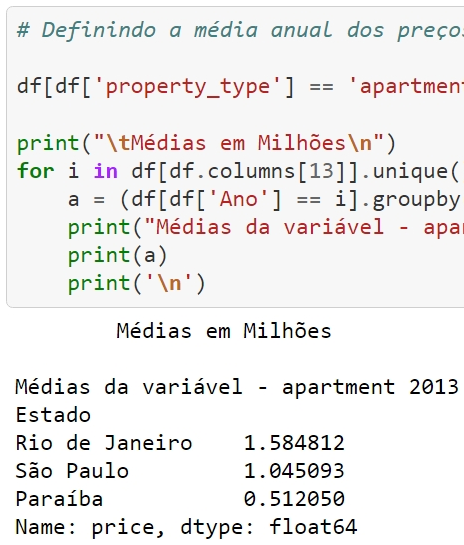 # Definindo a média anual dos preços
df[df['property_type'] == 'apartment
print("\tMédias em Milhões\n")
for i in df[df.columns[13]].unique(
a = (df[df['Ano'] == i].groupby
print("Médias da variável - apar
print(a)
print('\n')
Médias em Milhões
Médias da variável - apartment 2013
Estado
Rio de Janeiro 1.584812
São Paulo 1.045093
Paraíba 0.512050
Name: price, dtype: float64